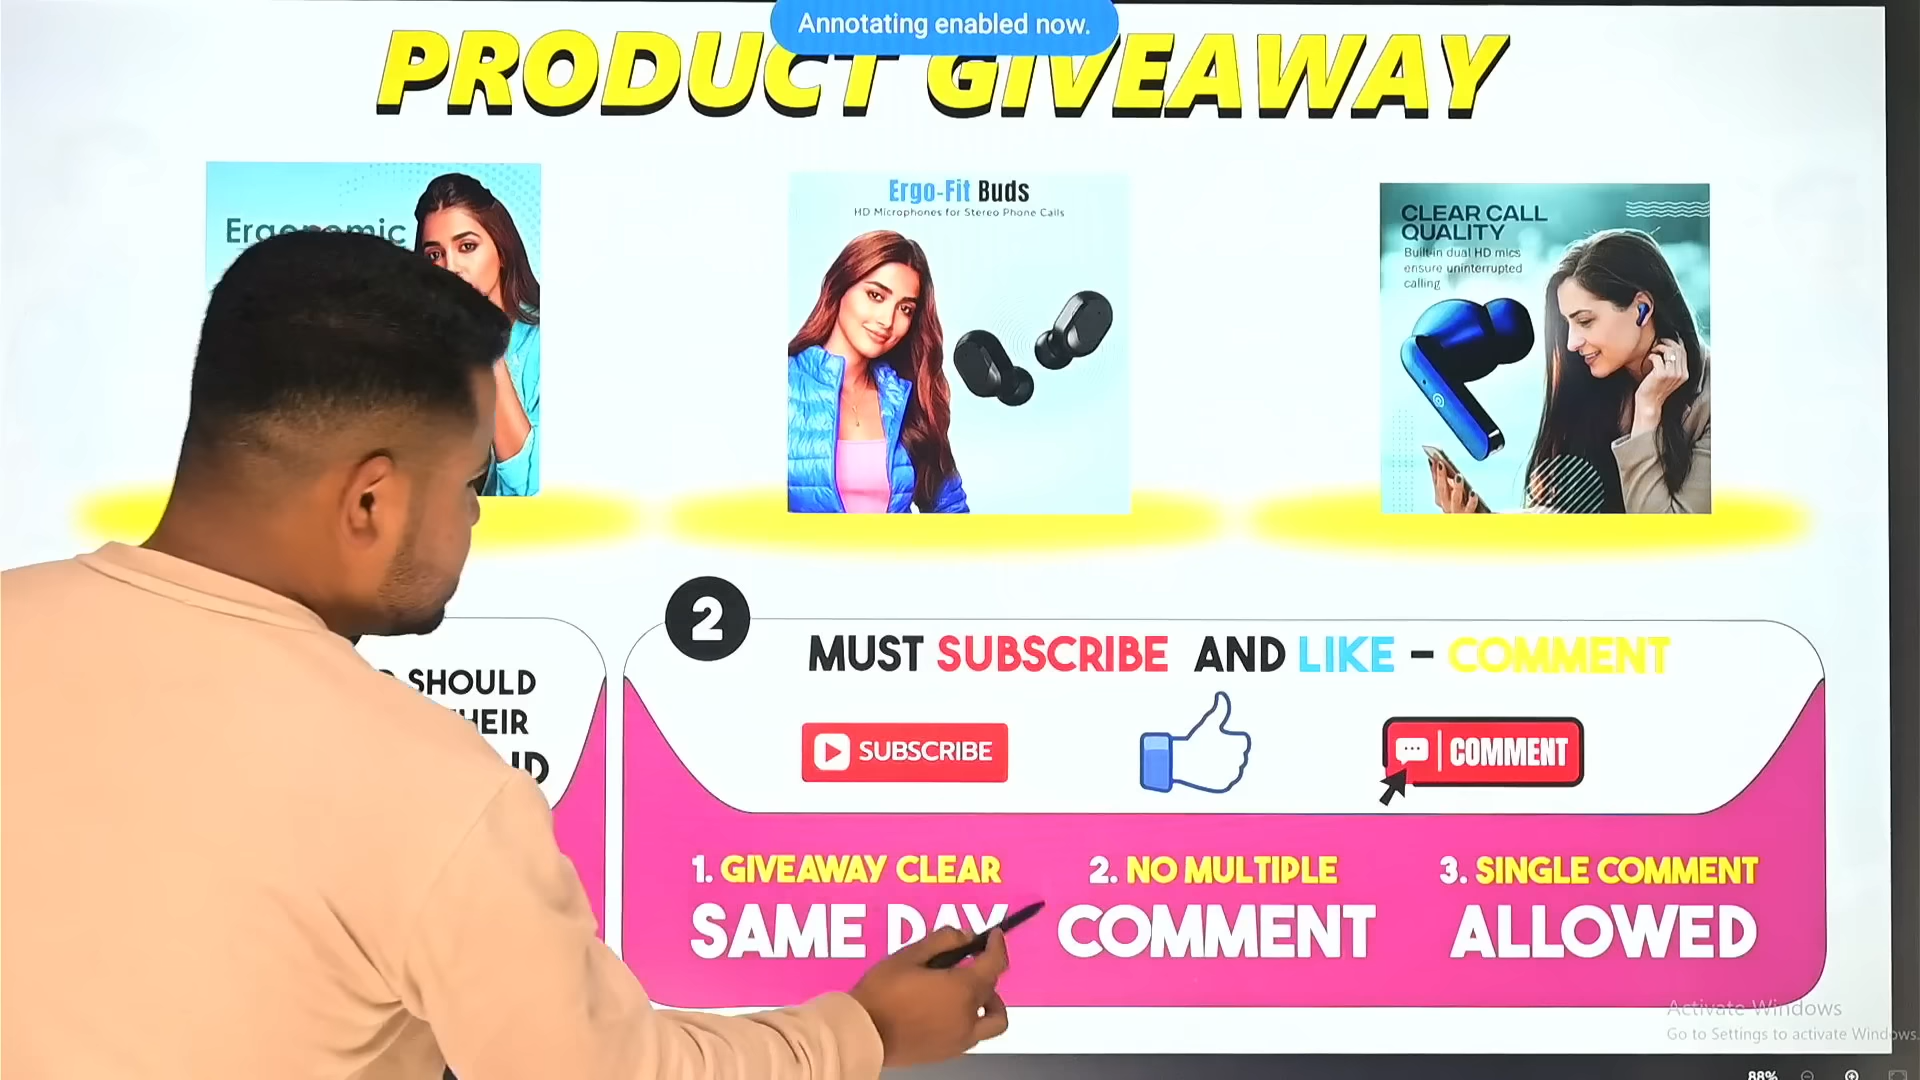 Annotating enabled now.
PRODUCT GIVEAWAY
Ergonomic
Ergo-Fit Buds
HD Microphones for Stereo Phone Calls
CLEAR CALL
QUALITY
Built-in dual HD mics
ensure uninterrupted
calling
2
MUST SUBSCRIBE AND LIKE - COMMENT
SHOULD
SUBSCRIBE
COMMENT
1. GIVEAWAY CLEAR
SAME DAY
2. NO MULTIPLE
COMMENT
3. SINGLE COMMENT
ALLOWED
Activate Windows
Go to Settings to activate Windows.
88%